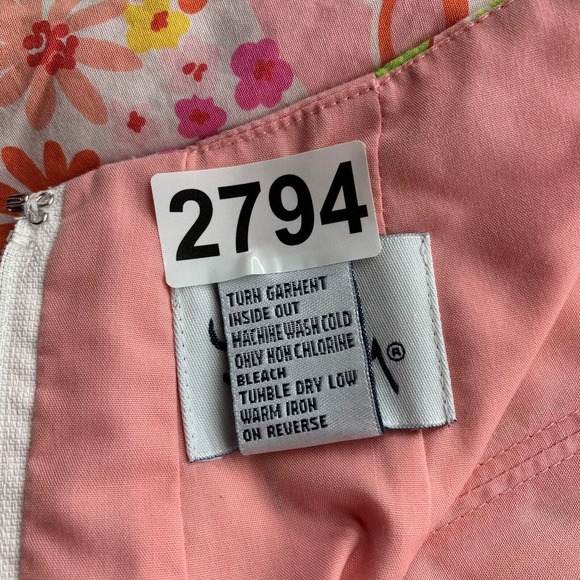 2794
TURN GARMENT
INSIDE OUT
MACHINE WASH COLD
ONLY NON CHLORINE
BLEACH
TUMBLE DRY LOW
WARM IRON
ON REVERSE
®